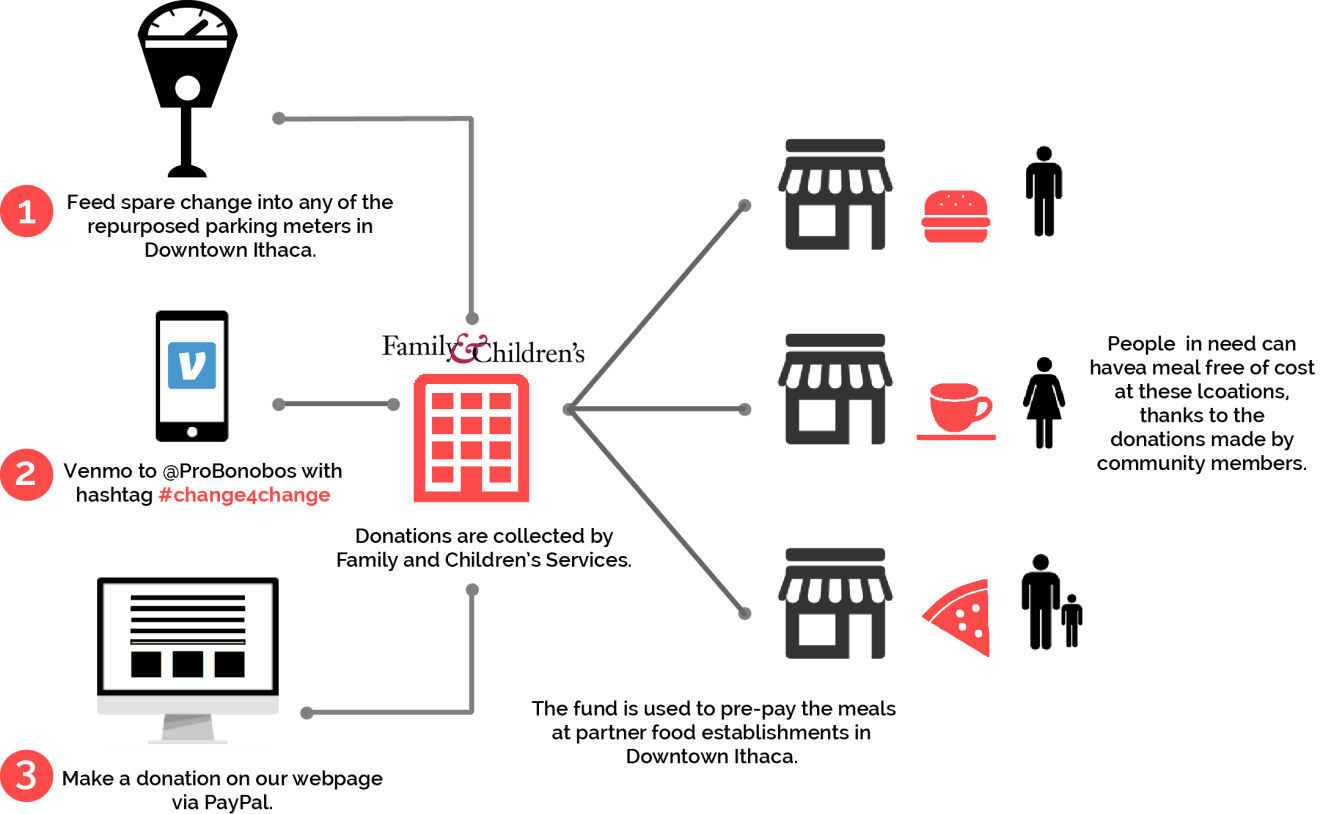 1
Feed spare change into any of the
repurposed parking meters in
Downtown Ithaca.
2
Venmo to @ProBonobos with
hashtag #change4change
3
Make a donation on our webpage
via PayPal.
Family & Children's
Donations are collected by
Family and Children's Services.
The fund is used to pre-pay the meals
at partner food establishments in
Downtown Ithaca.
People in need can
havea meal free of cost
at these lcoations,
thanks to the
donations made by
community members.